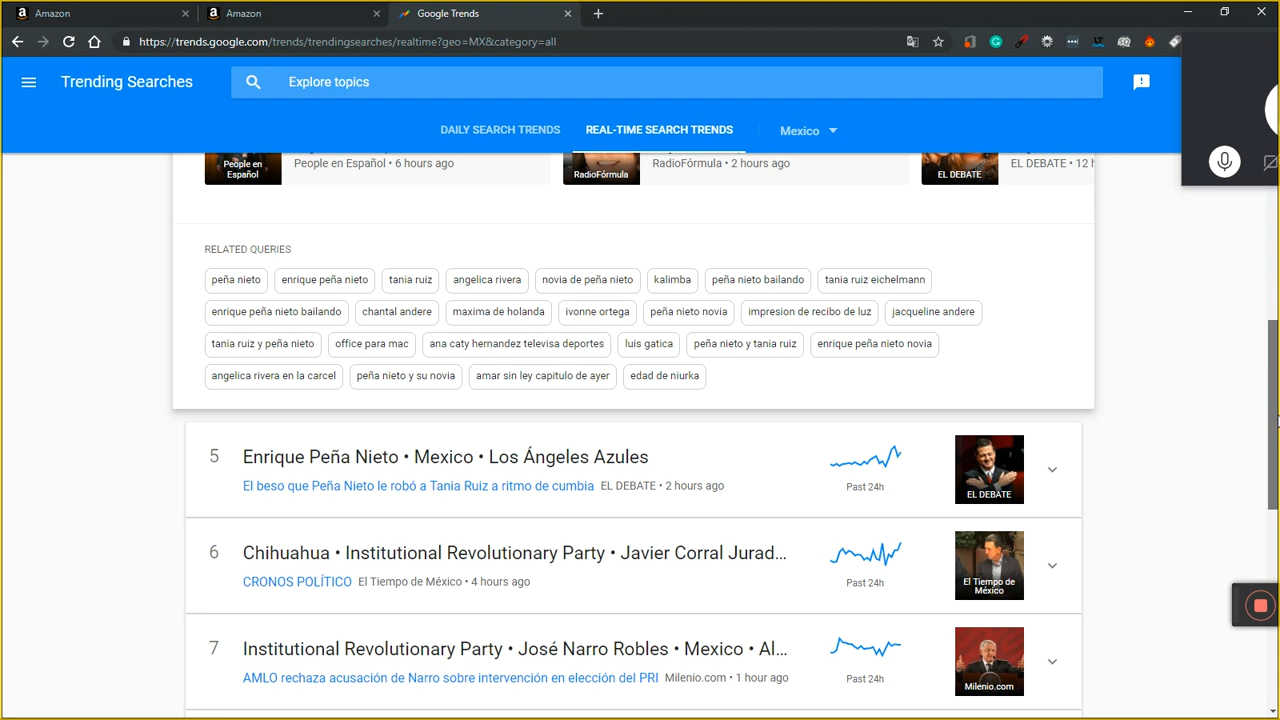 Amazon
Amazon
Google Trends
https://trends.google.com/trends/trendingsearches/realtime?geo=MX&category=all
Trending Searches
Explore topics
DAILY SEARCH TRENDS
REAL-TIME SEARCH TRENDS
Mexico
People en Español
People en Español • 6 hours ago
RadioFórmula
RadioFórmula • 2 hours ago
EL DEBATE
EL DEBATE • 12 h
RELATED QUERIES
peña nieto
enrique peña nieto
tania ruiz
angelica rivera
novia de peña nieto
kalimba
peña nieto bailando
tania ruiz eichelmann
enrique peña nieto bailando
chantal andere
maxima de holanda
ivonne ortega
peña nieto novia
impresion de recibo de luz
jacqueline andere
tania ruiz y peña nieto
office para mac
ana caty hernandez televisa deportes
luis gatica
peña nieto y tania ruiz
enrique peña nieto novia
angelica rivera en la carcel
peña nieto y su novia
amar sin ley capitulo de ayer
edad de niurka
5
Enrique Peña Nieto • Mexico • Los Ángeles Azules
El beso que Peña Nieto le robó a Tania Ruiz a ritmo de cumbia EL DEBATE • 2 hours ago
Past 24h
EL DEBATE
6
Chihuahua • Institutional Revolutionary Party • Javier Corral Jurad...
CRONOS POLÍTICO El Tiempo de México • 4 hours ago
Past 24h
El Tiempo de
México
7
Institutional Revolutionary Party • José Narro Robles • Mexico • Al...
AMLO rechaza acusación de Narro sobre intervención en elección del PRI Milenio.com • 1 hour ago
Past 24h
Milenio.com